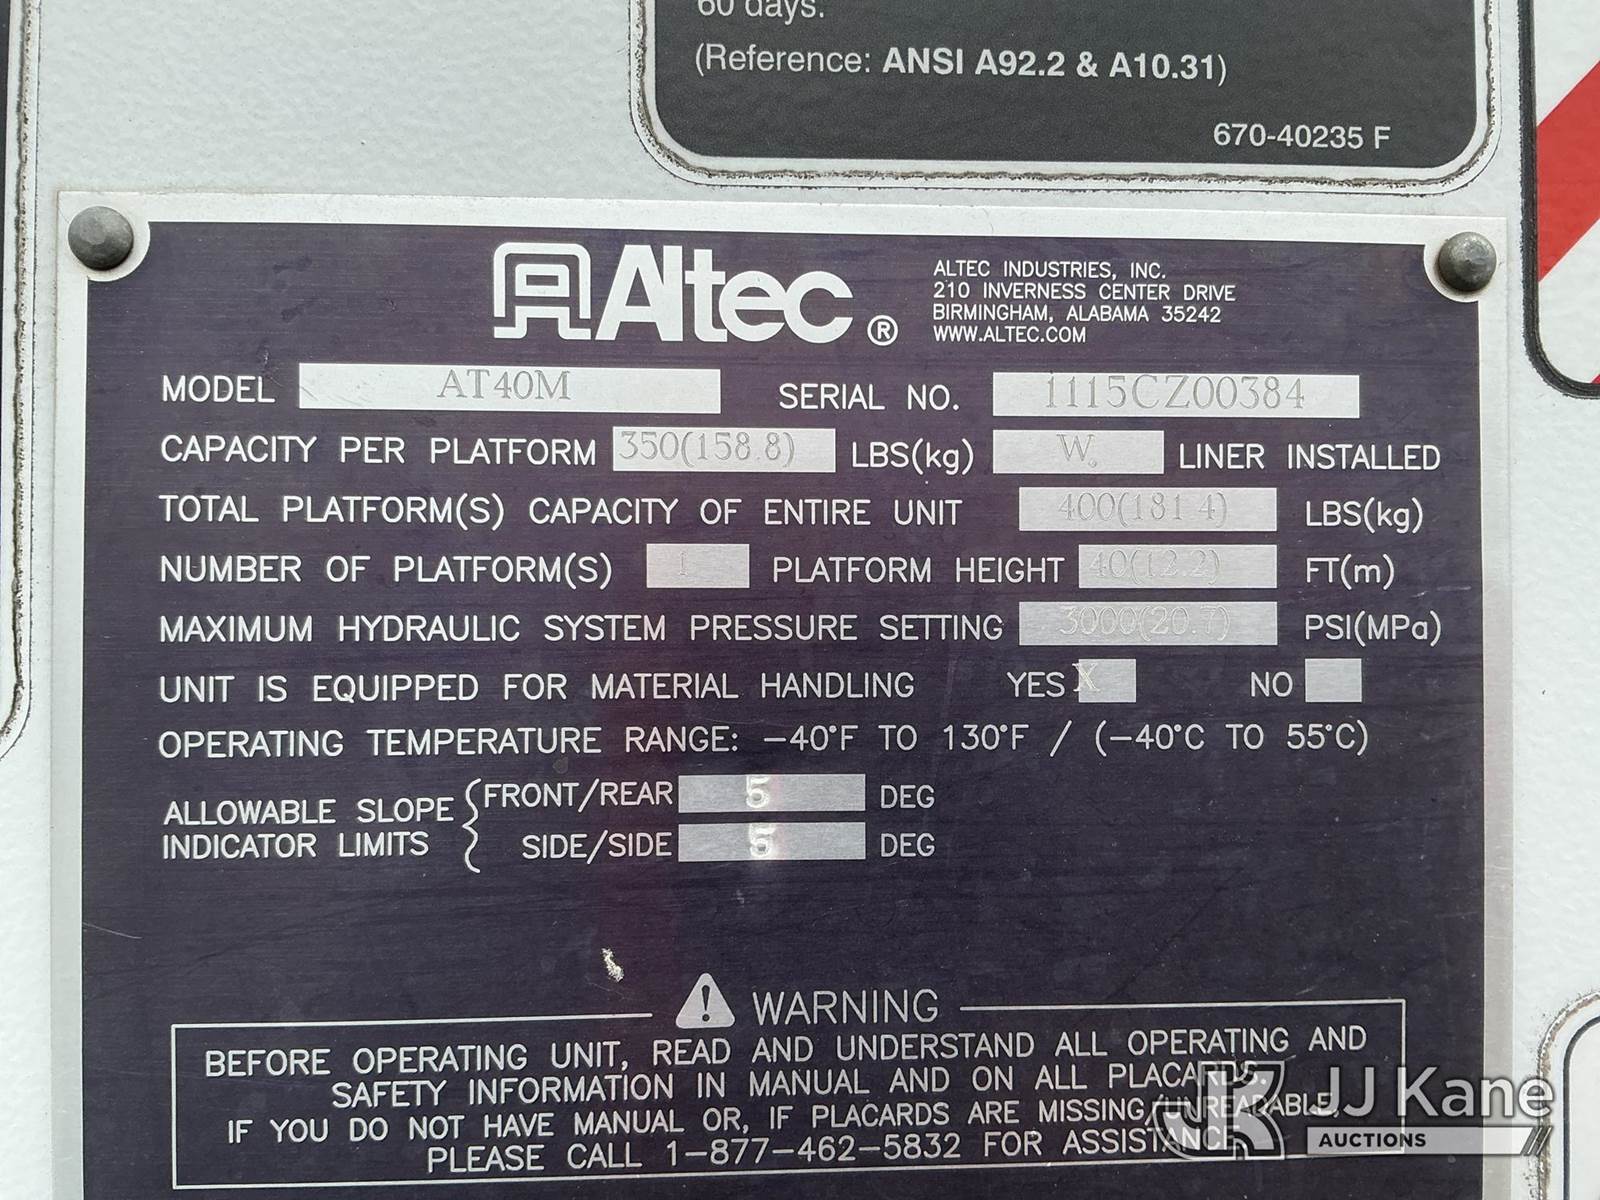 60 days.
(Reference: ANSI A92.2 & A10.31)
670-40235 F
Altec®
ALTEC INDUSTRIES, INC.
210 INVERNESS CENTER DRIVE
BIRMINGHAM, ALABAMA 35242
WWW.ALTEC.COM
MODEL AT40M SERIAL NO. 1115CZ00384
CAPACITY PER PLATFORM 350(158.8) LBS(kg) W. LINER INSTALLED
TOTAL PLATFORM(S) CAPACITY OF ENTIRE UNIT 400(181.4) LBS(kg)
NUMBER OF PLATFORM(S) 1 PLATFORM HEIGHT 40(12.2) FT(m)
MAXIMUM HYDRAULIC SYSTEM PRESSURE SETTING 3000(20.7) PSI(MPa)
UNIT IS EQUIPPED FOR MATERIAL HANDLING YES X NO
OPERATING TEMPERATURE RANGE: -40°F TO 130°F / (-40°C TO 55°C)
ALLOWABLE SLOPE INDICATOR LIMITS
FRONT/REAR 5 DEG
SIDE/SIDE 5 DEG
WARNING
BEFORE OPERATING UNIT, READ AND UNDERSTAND ALL OPERATING AND
SAFETY INFORMATION IN MANUAL AND ON ALL PLACARDS.
IF YOU DO NOT HAVE MANUAL OR, IF PLACARDS ARE MISSING/UNREADABLE,
PLEASE CALL 1-877-462-5832 FOR ASSISTANCE.
JJ Kane
AUCTIONS